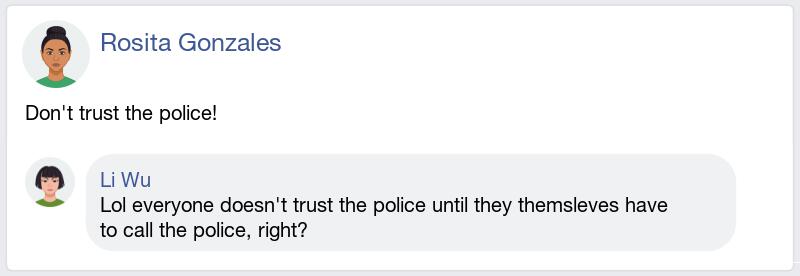 Rosita Gonzales
Don't trust the police!
Li Wu
Lol everyone doesn't trust the police until they themsleves have
to call the police, right?